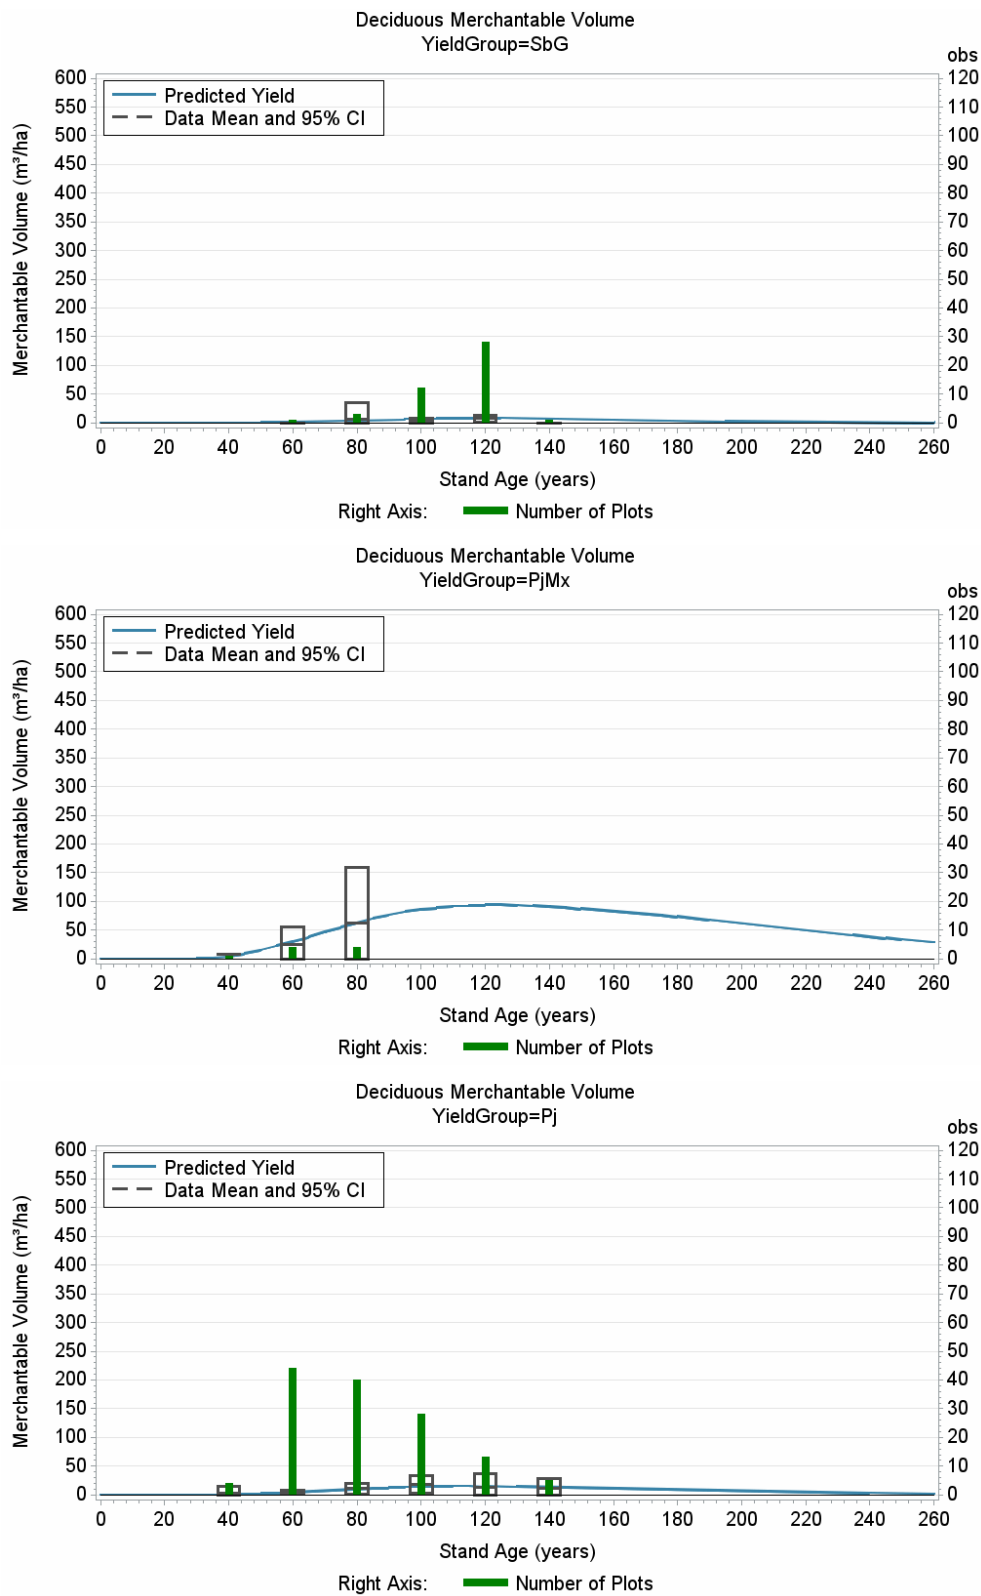 Deciduous Merchantable Volume
YieldGroup=SbG
obs
Merchantable Volume (m³/ha)
Predicted Yield
Data Mean and 95% CI
600 120
550 110
500 100
450 90
400 80
350 70
300 60
250 50
200 40
150 30
100 20
50 10
0 0
0 20 40 60 80 100 120 140 160 180 200 220 240 260
Stand Age (years)
Right Axis: Number of Plots
Deciduous Merchantable Volume
YieldGroup=PjMx
obs
Merchantable Volume (m³/ha)
Predicted Yield
Data Mean and 95% CI
600 120
550 110
500 100
450 90
400 80
350 70
300 60
250 50
200 40
150 30
100 20
50 10
0 0
0 20 40 60 80 100 120 140 160 180 200 220 240 260
Stand Age (years)
Right Axis: Number of Plots
Deciduous Merchantable Volume
YieldGroup=Pj
obs
Merchantable Volume (m³/ha)
Predicted Yield
Data Mean and 95% CI
600 120
550 110
500 100
450 90
400 80
350 70
300 60
250 50
200 40
150 30
100 20
50 10
0 0
0 20 40 60 80 100 120 140 160 180 200 220 240 260
Stand Age (years)
Right Axis: Number of Plots